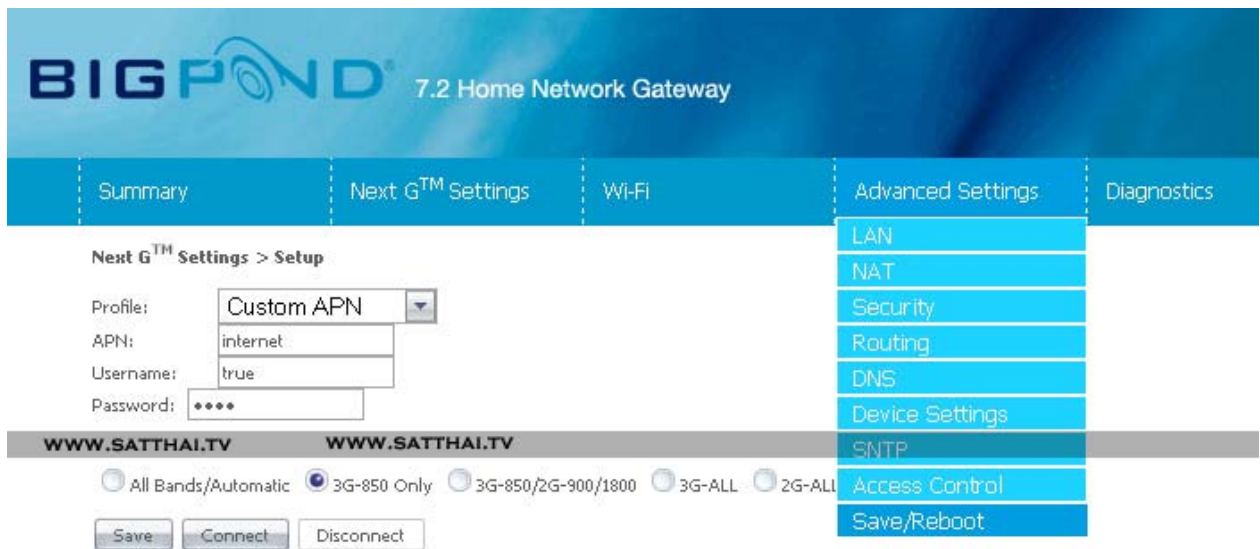 BIGPOND® 7.2 Home Network Gateway
Summary Next G™ Settings Wi-Fi Advanced Settings Diagnostics
LAN
NAT
Security
Routing
DNS
Device Settings
SNTP
Access Control
Save/Reboot
Next G™ Settings > Setup
Profile: Custom APN
APN: internet
Username: true
Password: ••••
WWW.SATTHAI.TV WWW.SATTHAI.TV
All Bands/Automatic 3G-850 Only 3G-850/2G-900/1800 3G-ALL 2G-ALL
Save Connect Disconnect